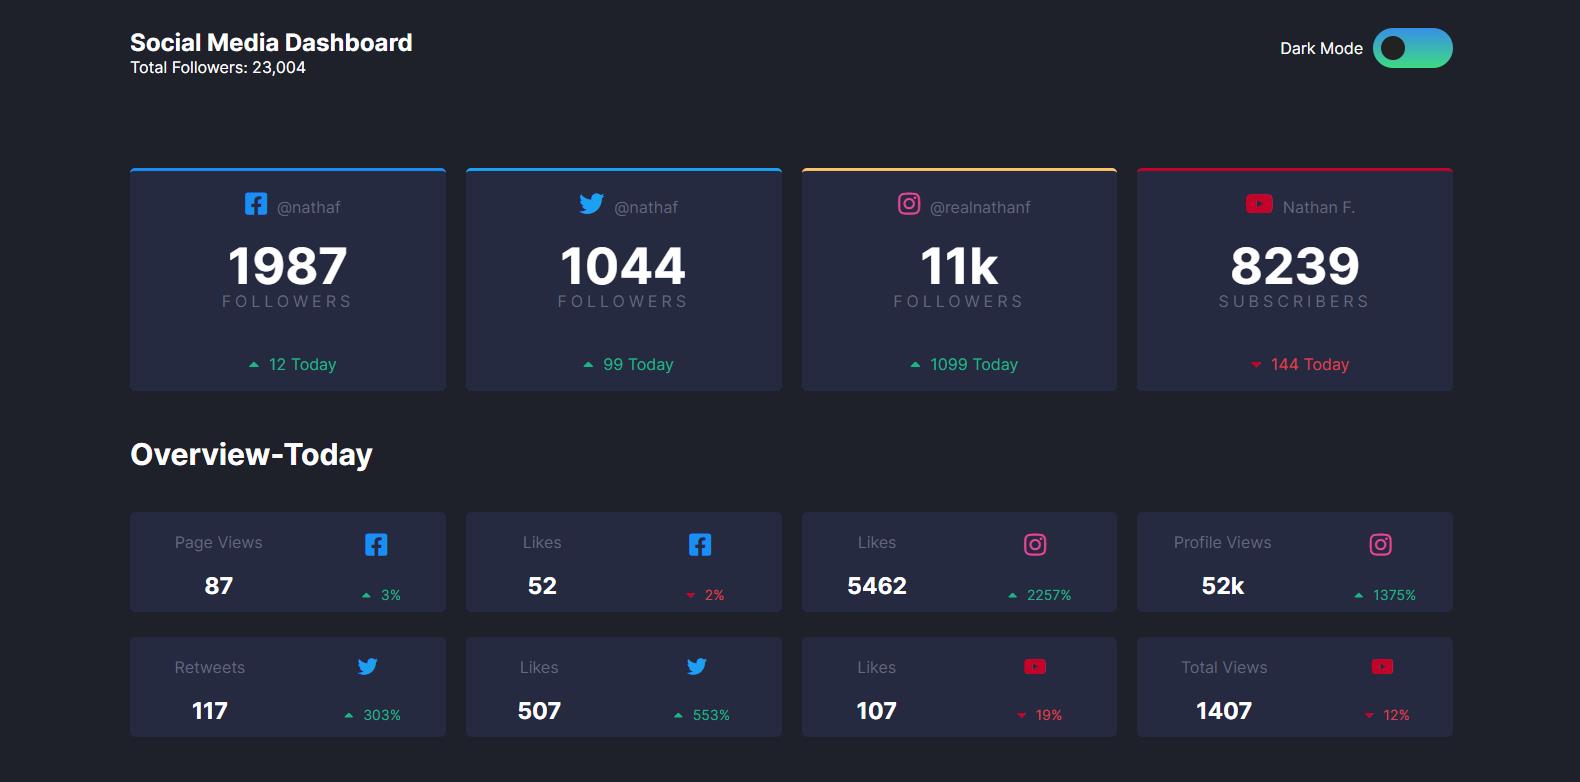 Social Media Dashboard
Total Followers: 23,004
Dark Mode
@nathaf
1987
FOLLOWERS
12 Today
@nathaf
1044
FOLLOWERS
99 Today
@realnathanf
11k
FOLLOWERS
1099 Today
Nathan F.
8239
SUBSCRIBERS
144 Today
Overview-Today
Page Views
87
3%
Likes
52
2%
Likes
5462
2257%
Profile Views
52k
1375%
Retweets
117
303%
Likes
507
553%
Likes
107
19%
Total Views
1407
12%